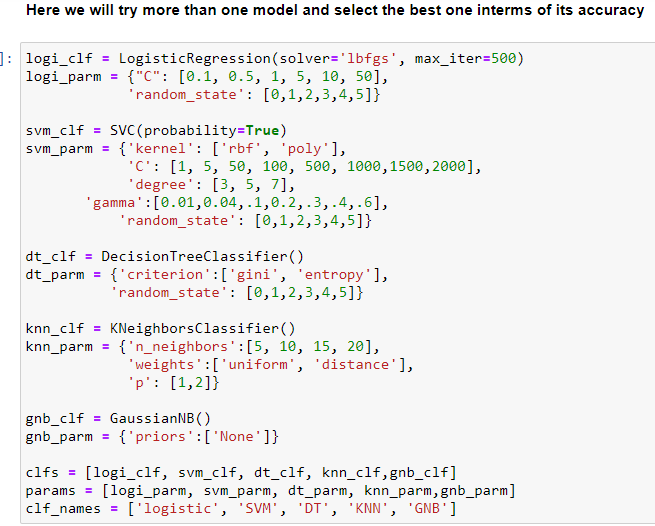 Here we will try more than one model and select the best one interms of its accuracy
]: logi_clf = LogisticRegression(solver='lbfgs', max_iter=500)
logi_parm = {"C": [0.1, 0.5, 1, 5, 10, 50],
'random_state': [0,1,2,3,4,5]}
svm_clf = SVC(probability=True)
svm_parm = {'kernel': ['rbf', 'poly'],
'C': [1, 5, 50, 100, 500, 1000,1500,2000],
'degree': [3, 5, 7],
'gamma':[0.01,0.04,.1,0.2,.3,.4,.6],
'random_state': [0,1,2,3,4,5]}
dt_clf = DecisionTreeClassifier()
dt_parm = {'criterion':['gini', 'entropy'],
'random_state': [0,1,2,3,4,5]}
knn_clf = KNeighborsClassifier()
knn_parm = {'n_neighbors':[5, 10, 15, 20],
'weights':['uniform', 'distance'],
'p': [1,2]}
gnb_clf = GaussianNB()
gnb_parm = {'priors':['None']}
clfs = [logi_clf, svm_clf, dt_clf, knn_clf,gnb_clf]
params = [logi_parm, svm_parm, dt_parm, knn_parm,gnb_parm]
clf_names = ['logistic', 'SVM', 'DT', 'KNN', 'GNB']